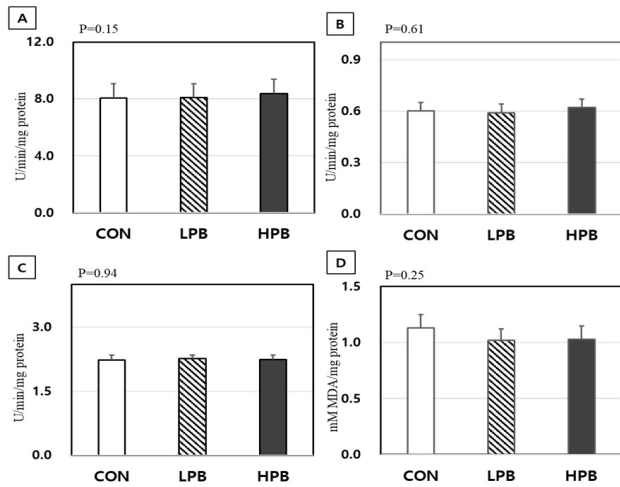 A
P=0.15
12.0
8.0
4.0
0.0
U/min/mg protein
CON LPB HPB
B
P=0.61
0.9
0.6
0.3
0.0
U/min/mg protein
CON LPB HPB
C
P=0.94
3.0
1.5
0.0
U/min/mg protein
CON LPB HPB
D
P=0.25
1.5
1.0
0.5
0.0
mM MDA/mg protein
CON LPB HPB